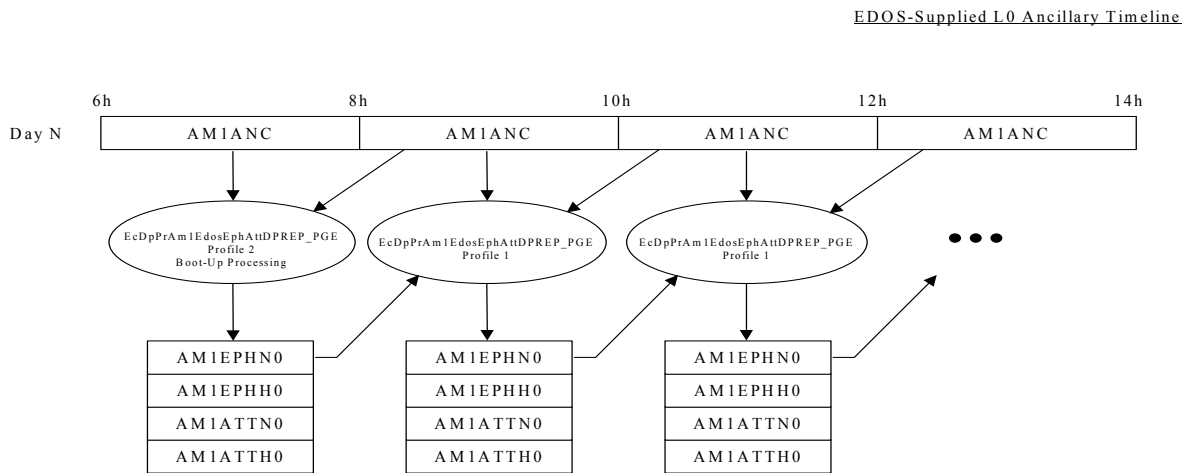 EDOS-Supplied L0 Ancillary Timeline
6h 8h 10h 12h 14h
Day N AM1ANC AM1ANC AM1ANC AM1ANC
EcDpPrAm1EdosEphAttDPREP_PGE
Profile 2
Boot-Up Processing
EcDpPrAm1EdosEphAttDPREP_PGE
Profile 1
EcDpPrAm1EdosEphAttDPREP_PGE
Profile 1
AM1EPHN0 AM1EPHN0 AM1EPHN0
AM1EPHH0 AM1EPHH0 AM1EPHH0
AM1ATTN0 AM1ATTN0 AM1ATTN0
AM1ATTH0 AM1ATTH0 AM1ATTH0